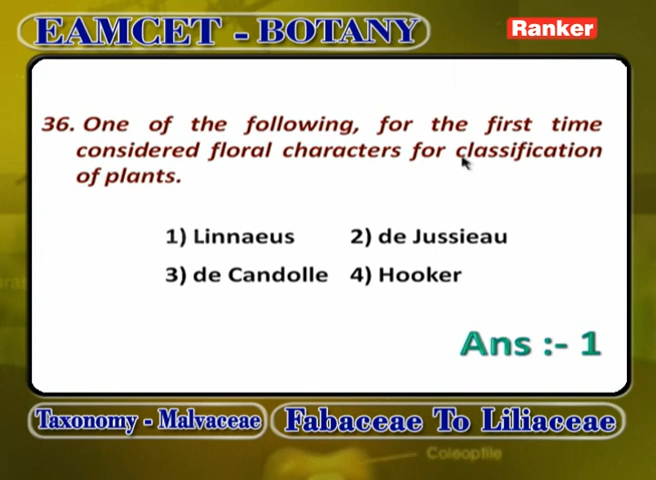 EAMCET - BOTANY
Ranker
36. One of the following, for the first time
considered floral characters for classification
of plants.
1) Linnaeus 2) de Jussieau
3) de Candolle 4) Hooker
Ans :- 1
Taxonomy - Malvaceae Fabaceae To Liliaceae
Coleoptile